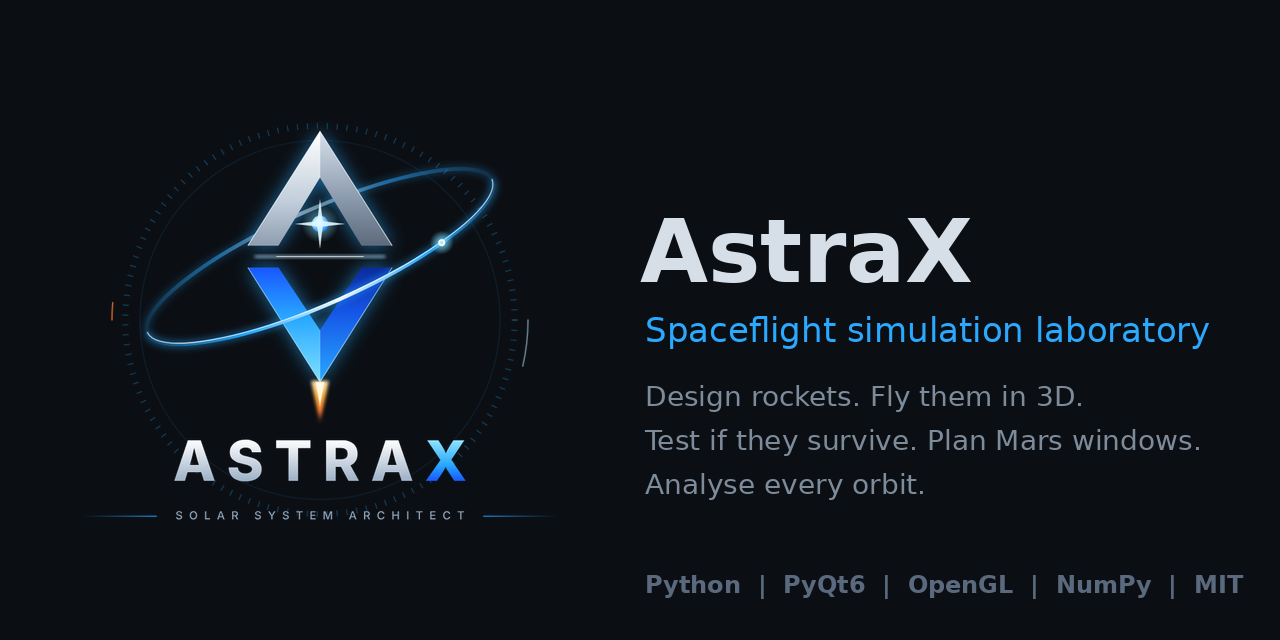 ASTRAX
SOLAR SYSTEM ARCHITECT
AstraX
Spaceflight simulation laboratory
Design rockets. Fly them in 3D.
Test if they survive. Plan Mars windows.
Analyse every orbit.
Python | PyQt6 | OpenGL | NumPy | MIT